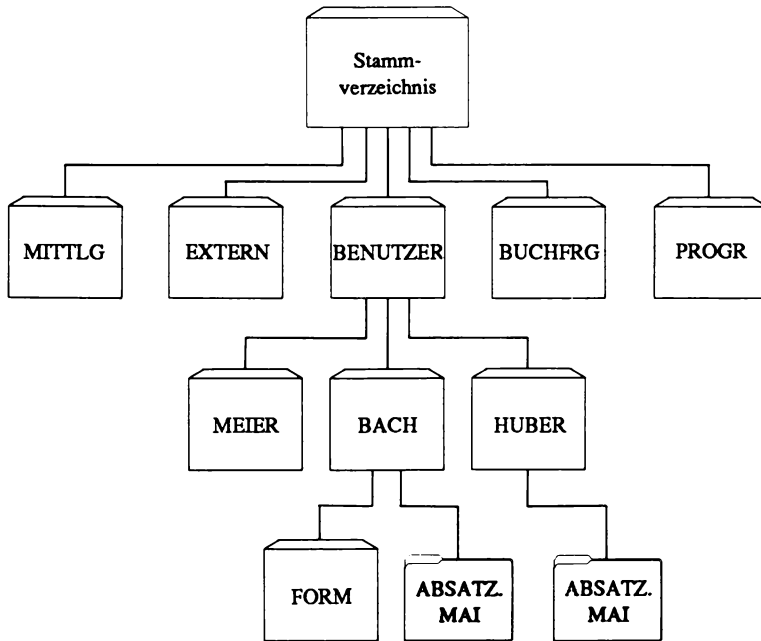 Stamm-
verzeichnis
MITTLG
EXTERN
BENUTZER
BUCHFRG
PROGR
MEIER
BACH
HUBER
FORM
ABSATZ.
MAI
ABSATZ.
MAI